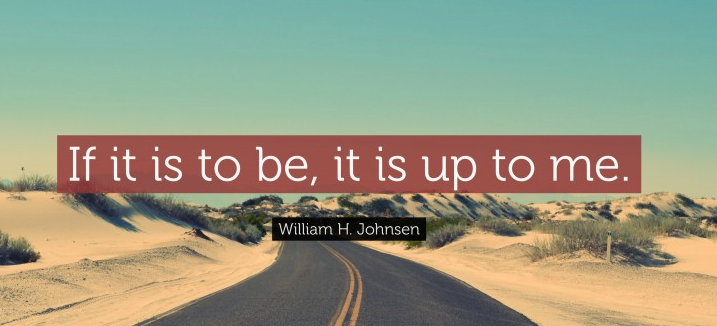 If it is to be, it is up to me.
William H. Johnsen